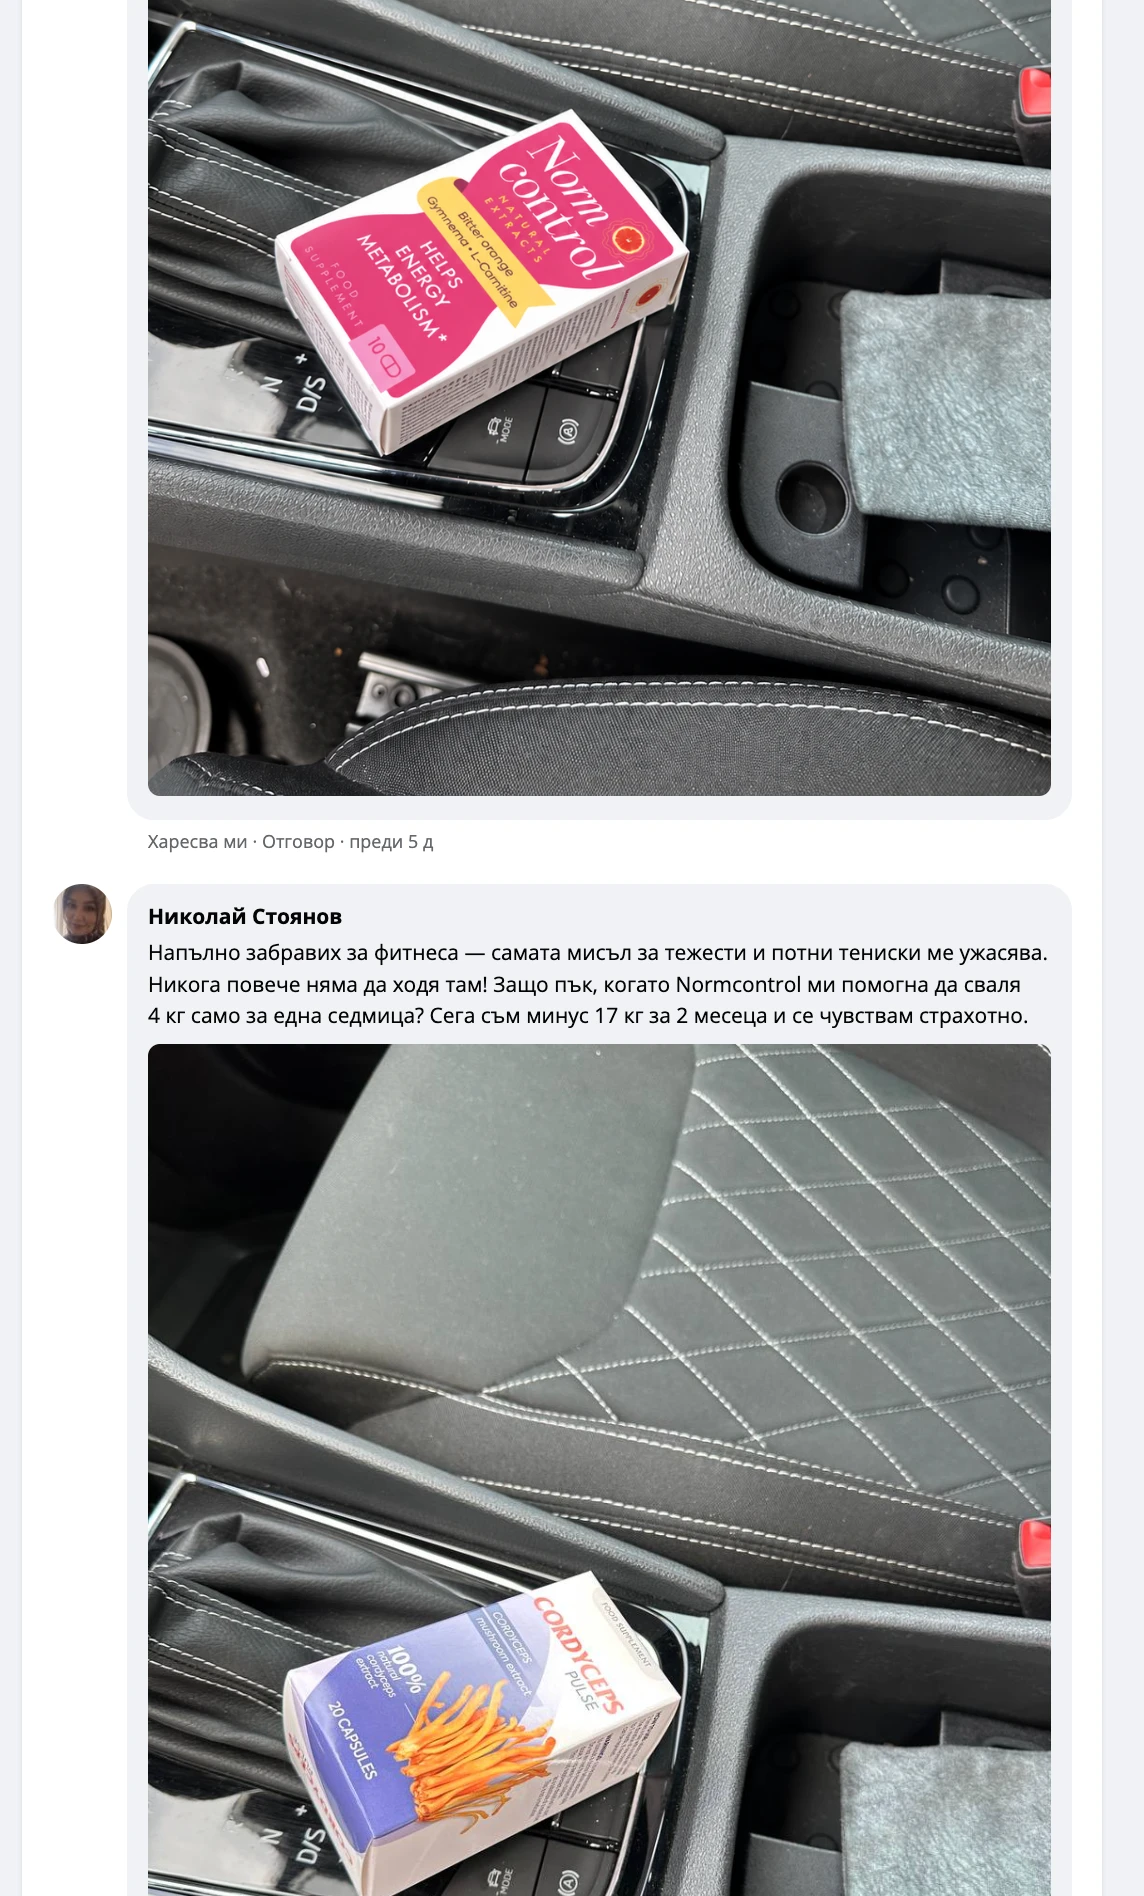 Norm
control
NATURAL
EXTRACTS
Bitter orange
Gymnema • L-Carnitine
HELPS
ENERGY
METABOLISM*
FOOD
SUPPLEMENT
10
N
+
D/S
MODE
(A)
Харесва ми · Отговор · преди 5 д
Николай Стоянов
Напълно забравих за фитнеса — самата мисъл за тежести и потни тениски ме ужасява.
Никога повече няма да ходя там! Защо пък, когато Normcontrol ми помогна да сваля
4 кг само за една седмица? Сега съм минус 17 кг за 2 месеца и се чувствам страхотно.
FOOD SUPPLEMENT
CORDYCEPS
PULSE
CORDYCEPS
mushroom extract
100%
natural
cordyceps
extract
20 CAPSULES
N
+
D/S
MODE
(A)